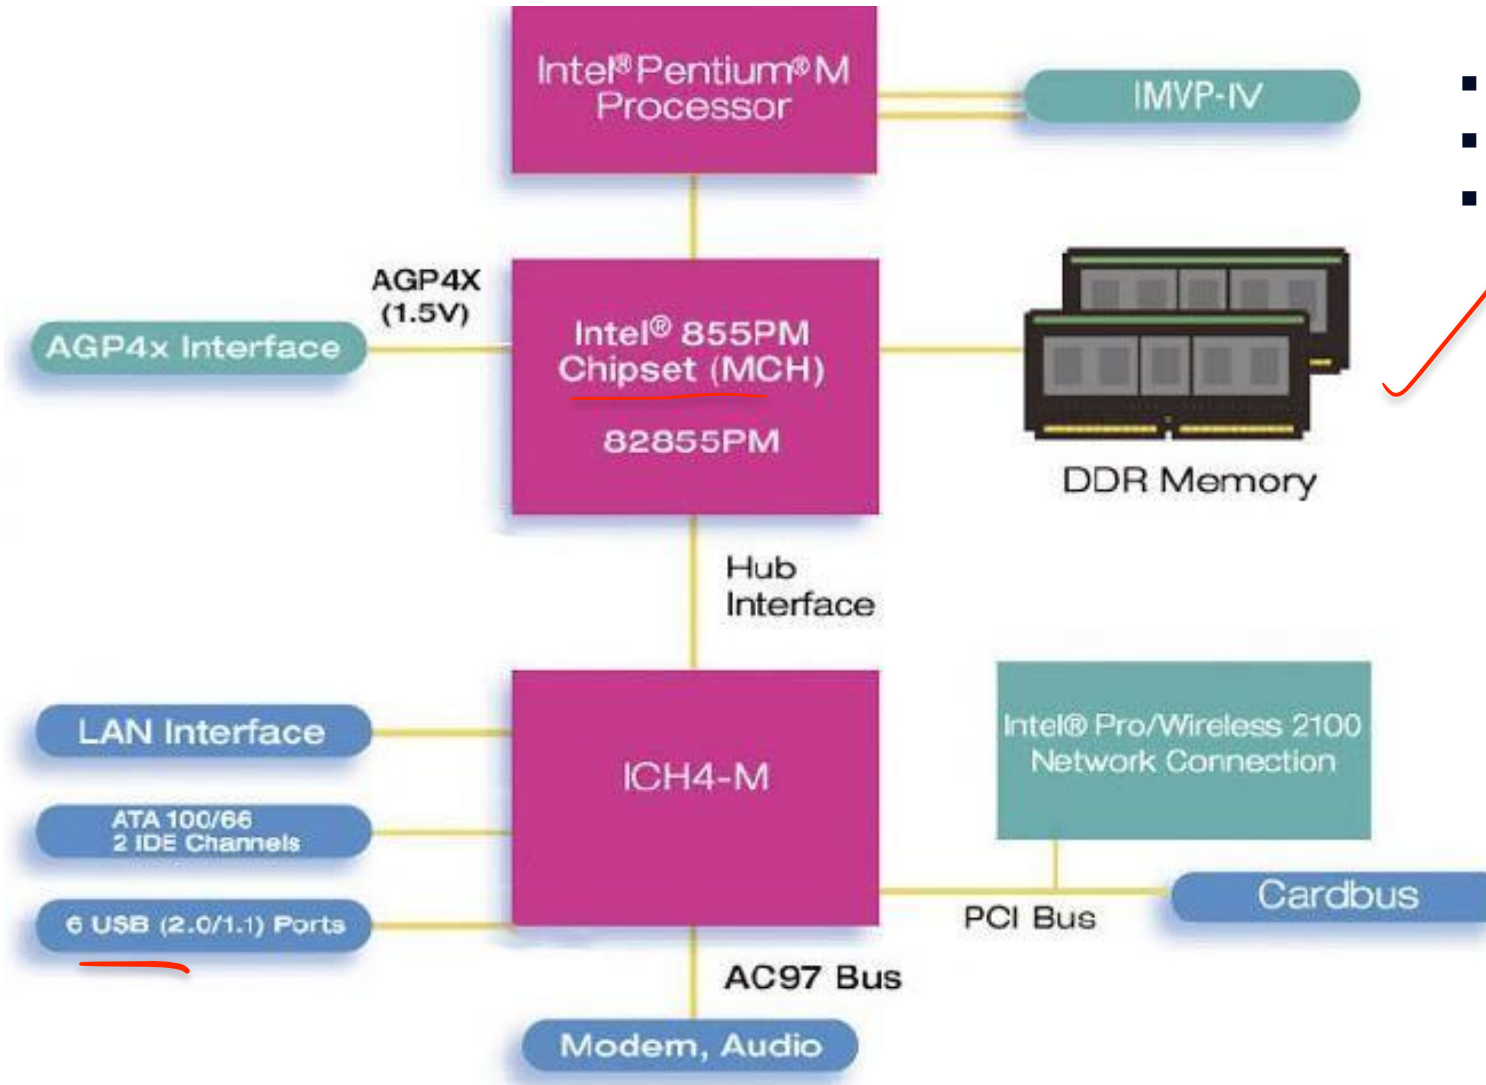 Intel® Pentium® M
Processor
IMVP-IV
AGP4X
(1.5V)
AGP4x Interface
Intel® 855PM
Chipset (MCH)
82855PM
DDR Memory
Hub
Interface
LAN Interface
ICH4-M
Intel® Pro/Wireless 2100
Network Connection
ATA 100/66
2 IDE Channels
6 USB (2.0/1.1) Ports
PCI Bus
Cardbus
AC97 Bus
Modem, Audio